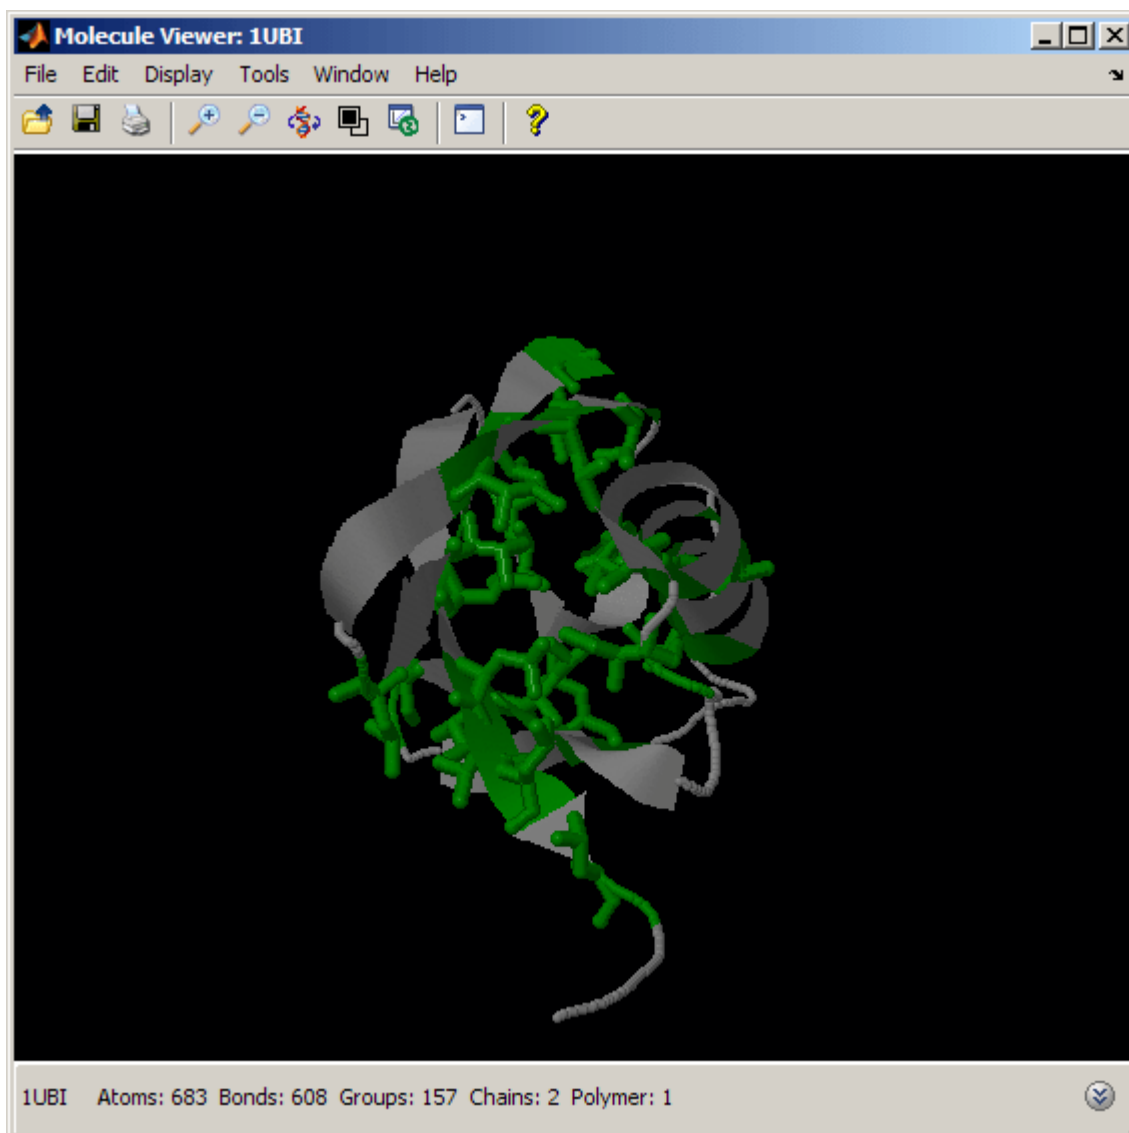 Molecule Viewer: 1UBI
File Edit Display Tools Window Help
1UBI Atoms: 683 Bonds: 608 Groups: 157 Chains: 2 Polymer: 1